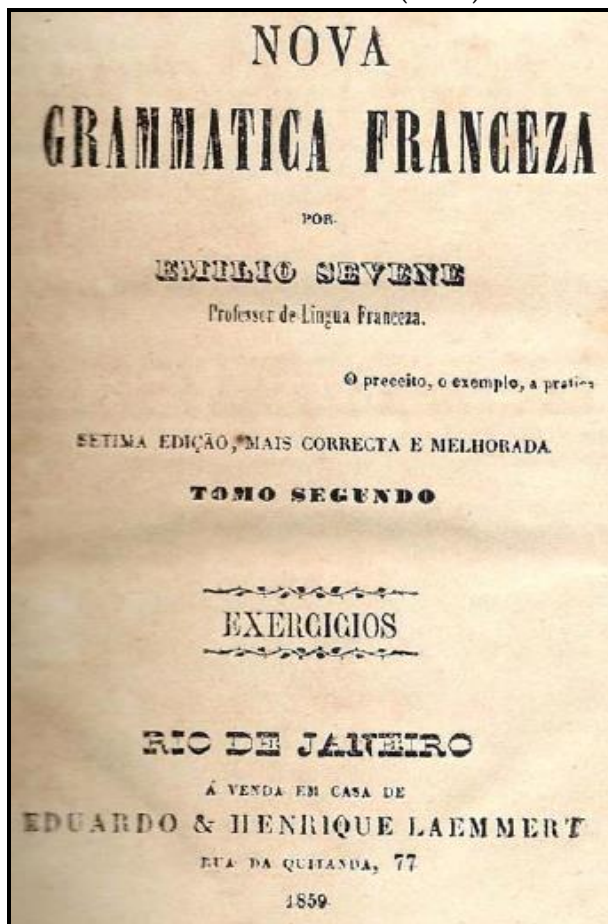 NOVA
GRAMMATICA FRANCEZA
POR
EMILIO SEVENE
Professor de Lingua Franceza.
O preceito, o exemplo, a pratica
SETIMA EDIÇÃO, MAIS CORRECTA E MELHORADA
TOMO SEGUNDO
EXERCICIOS
RIO DE JANEIRO
Á VENDA EM CASA DE
EDUARDO & HENRIQUE LAEMMERT
RUA DA QUITANDA, 77
1859